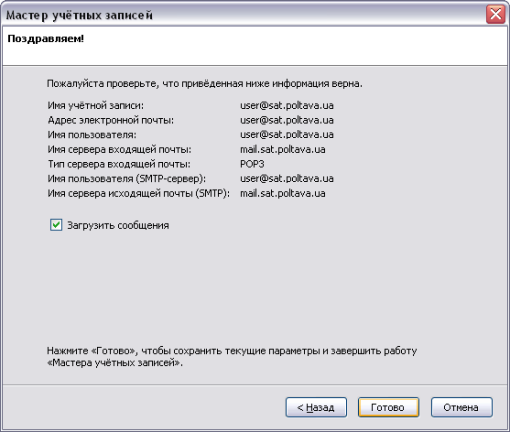 Мастер учётных записей
Поздравляем!
Пожалуйста проверьте, что приведённая ниже информация верна.
Имя учётной записи: user@sat.poltava.ua
Адрес электронной почты: user@sat.poltava.ua
Имя пользователя: user@sat.poltava.ua
Имя сервера входящей почты: mail.sat.poltava.ua
Тип сервера входящей почты: POP3
Имя пользователя (SMTP-сервер): user@sat.poltava.ua
Имя сервера исходящей почты (SMTP): mail.sat.poltava.ua
Загрузить сообщения
Нажмите «Готово», чтобы сохранить текущие параметры и завершить работу
«Мастера учётных записей».
< Назад Готово Отмена